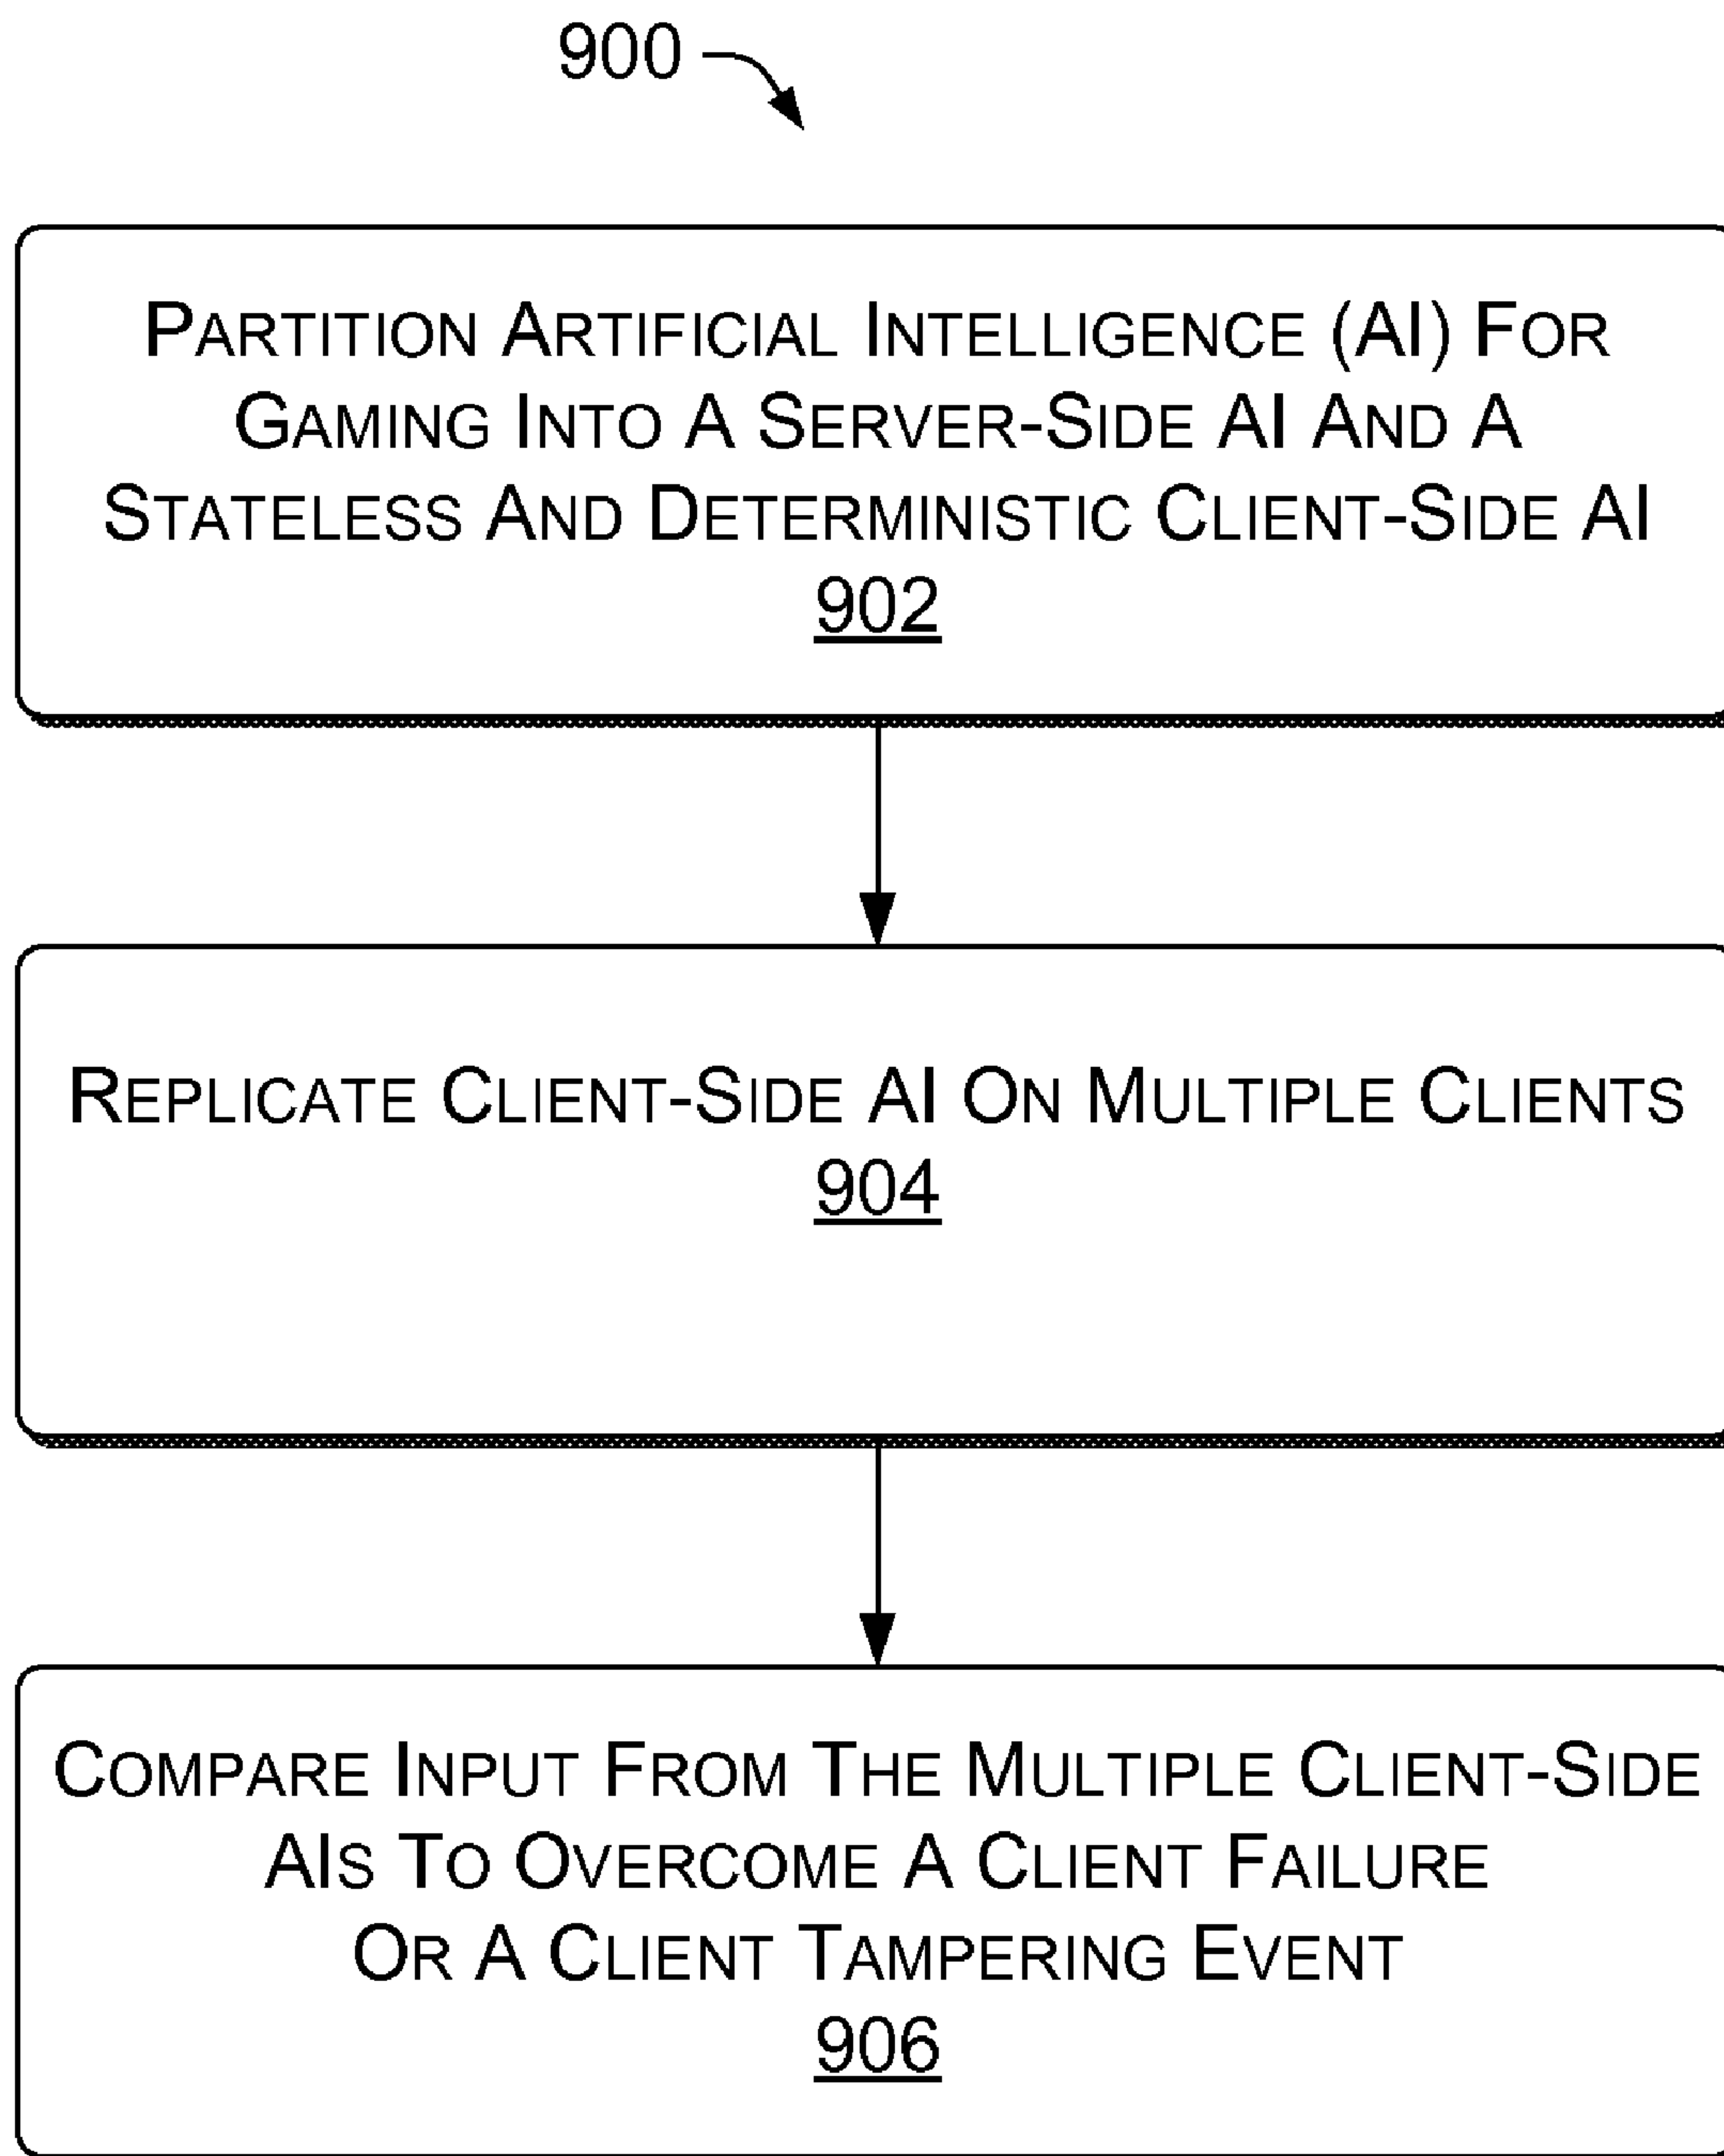 900
PARTITION ARTIFICIAL INTELLIGENCE (AI) FOR
GAMING INTO A SERVER-SIDE AI AND A
STATELESS AND DETERMINISTIC CLIENT-SIDE AI
902
REPLICATE CLIENT-SIDE AI ON MULTIPLE CLIENTS
904
COMPARE INPUT FROM THE MULTIPLE CLIENT-SIDE
AIS TO OVERCOME A CLIENT FAILURE
OR A CLIENT TAMPERING EVENT
906